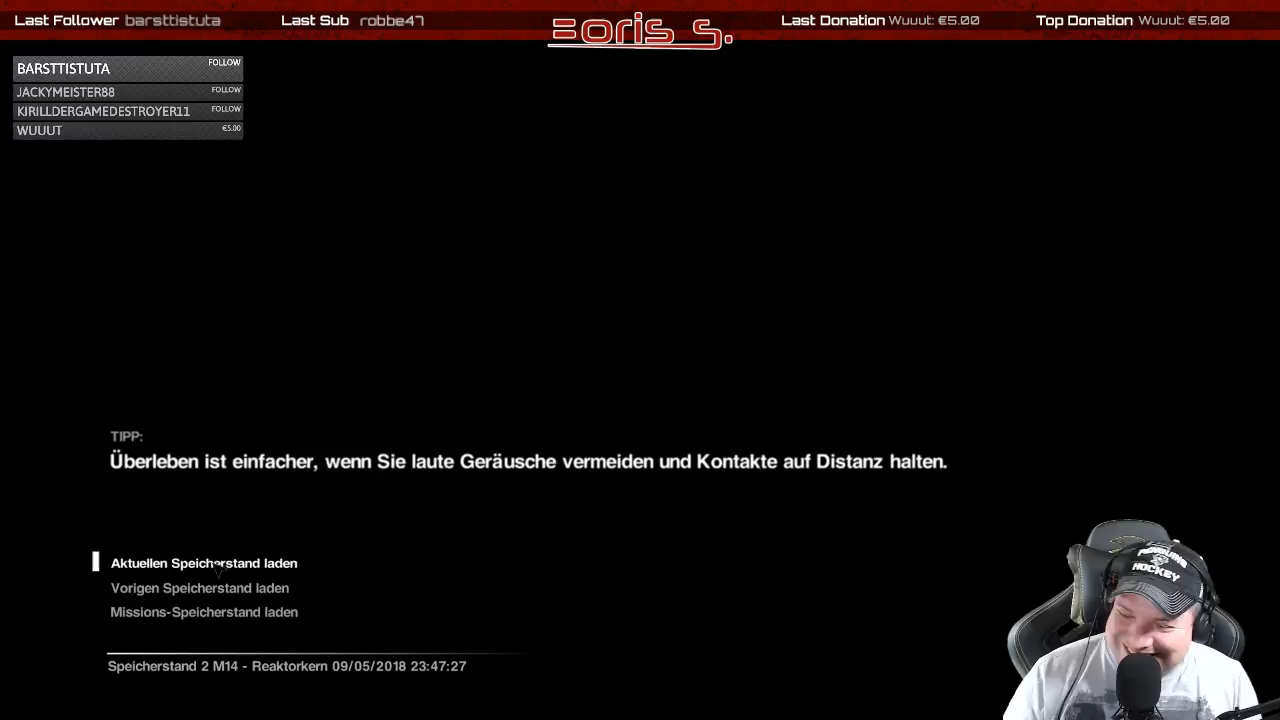 Last Follower barsttistuta
Last Sub robbe47
Boris S.
Last Donation Wuuut: €5.00
Top Donation Wuuut: €5.00
BARSTTISTUTA FOLLOW
JACKYMEISTER88 FOLLOW
KIRILLDERGAMEDESTROYER11 FOLLOW
WUUUT €5.00
TIPP:
Überleben ist einfacher, wenn Sie laute Geräusche vermeiden und Kontakte auf Distanz halten.
Aktuellen Speicherstand laden
Vorigen Speicherstand laden
Missions-Speicherstand laden
Speicherstand 2 M14 - Reaktorkern 09/05/2018 23:47:27
HOCKEY